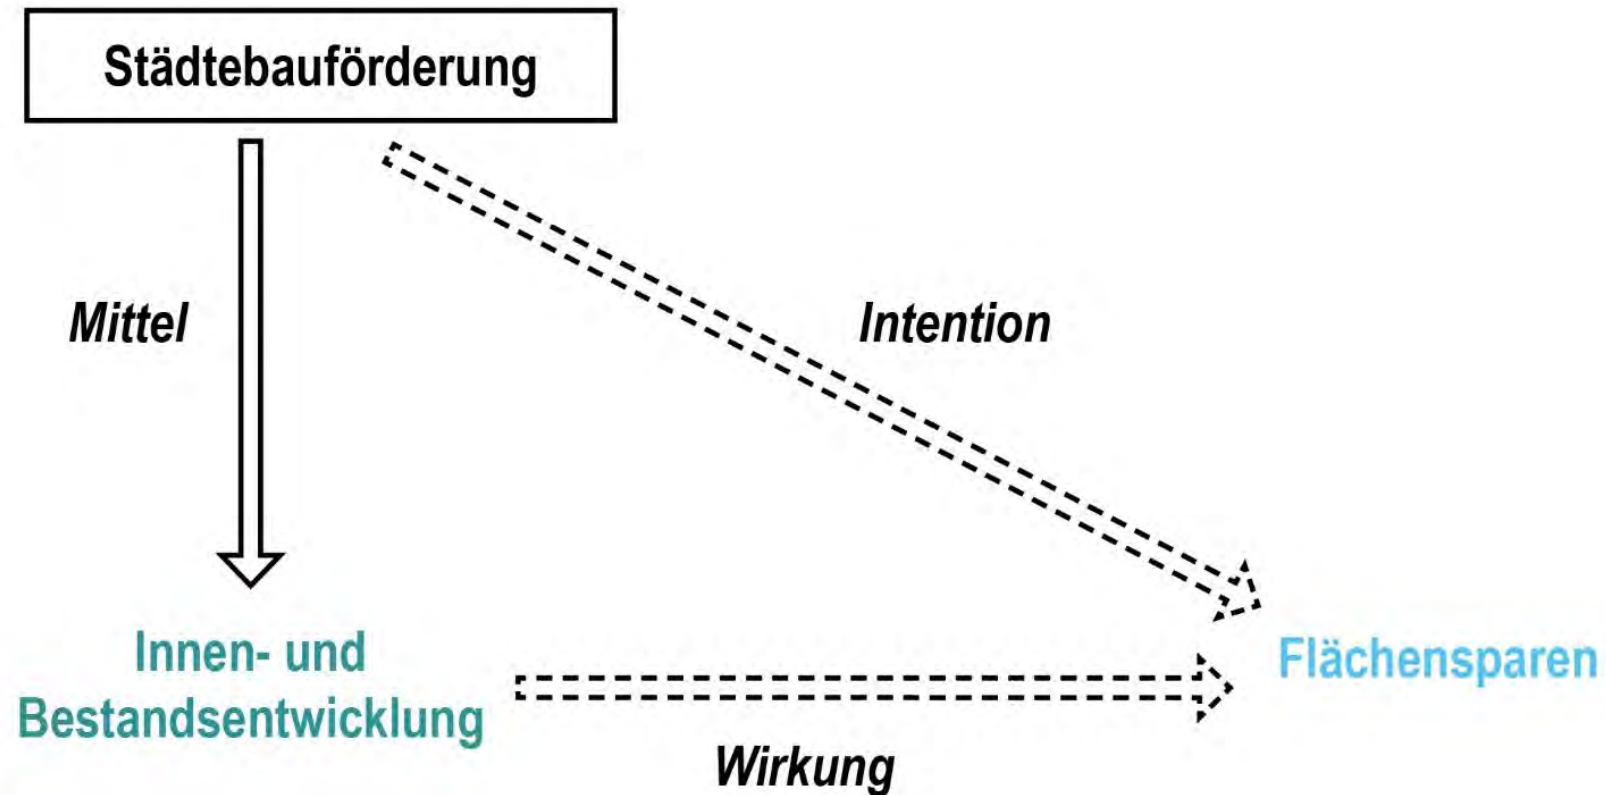 Städtebauförderung
Mittel
Intention
Innen- und
Bestandsentwicklung
Flächensparen
Wirkung